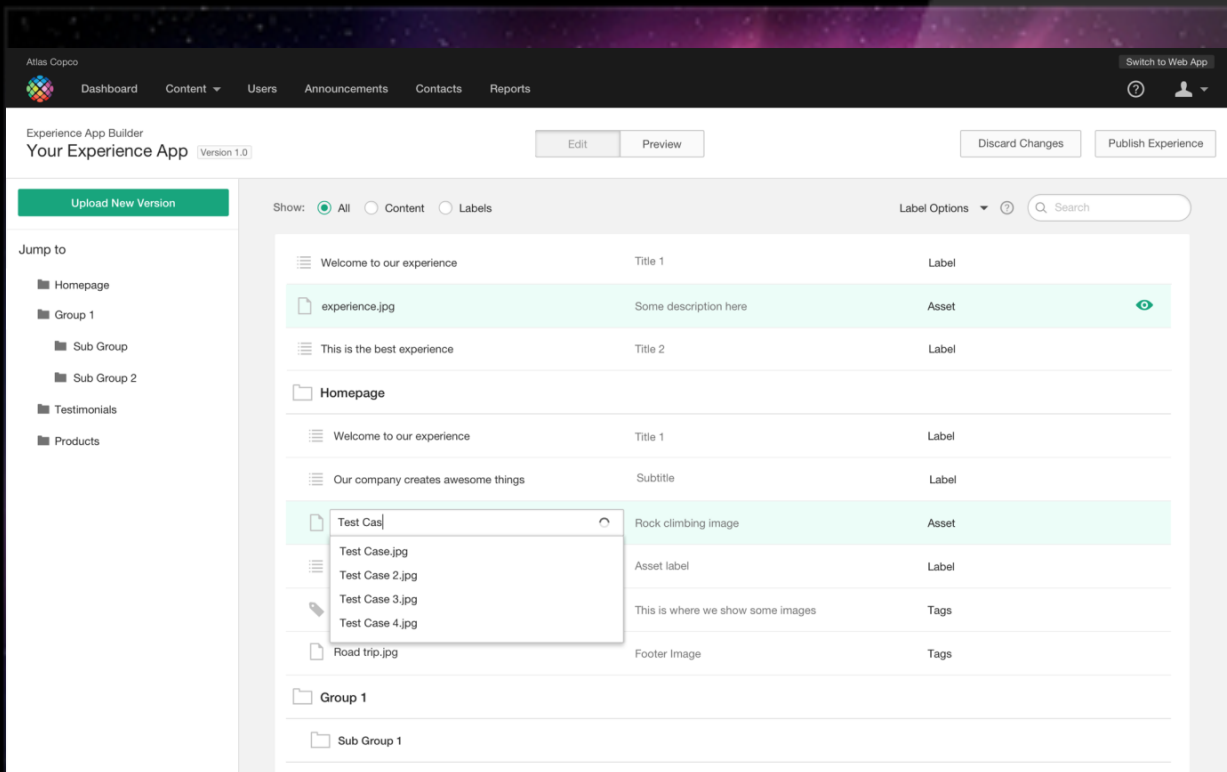 Atlas Copco
Switch to Web App
Dashboard Content Users Announcements Contacts Reports
Experience App Builder
Your Experience App Version 1.0
Edit Preview
Discard Changes Publish Experience
Upload New Version
Show: All Content Labels
Label Options ? Search
Jump to
Homepage
Group 1
Sub Group
Sub Group 2
Testimonials
Products
Welcome to our experience Title 1 Label
experience.jpg Some description here Asset
This is the best experience Title 2 Label
Homepage
Welcome to our experience Title 1 Label
Our company creates awesome things Subtitle Label
Test Cas Rock climbing image Asset
Test Case.jpg
Test Case 2.jpg
Test Case 3.jpg
Test Case 4.jpg
Asset label Label
This is where we show some images Tags
Road trip.jpg Footer Image Tags
Group 1
Sub Group 1